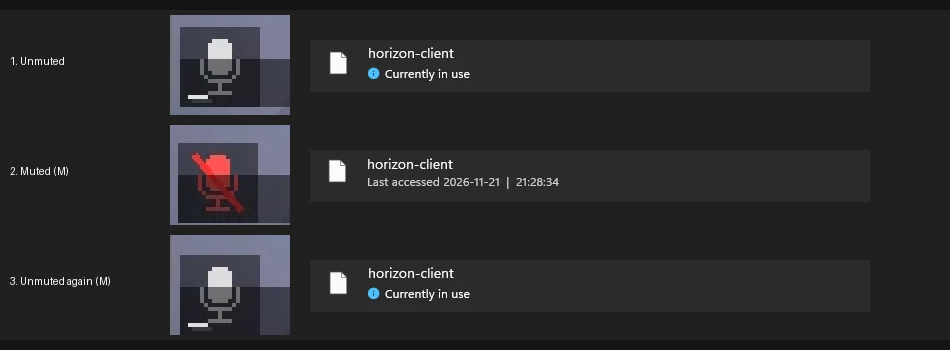 1. Unmuted
horizon-client
Currently in use
2. Muted (M)
horizon-client
Last accessed 2026-11-21 | 21:28:34
3. Unmuted again (M)
horizon-client
Currently in use